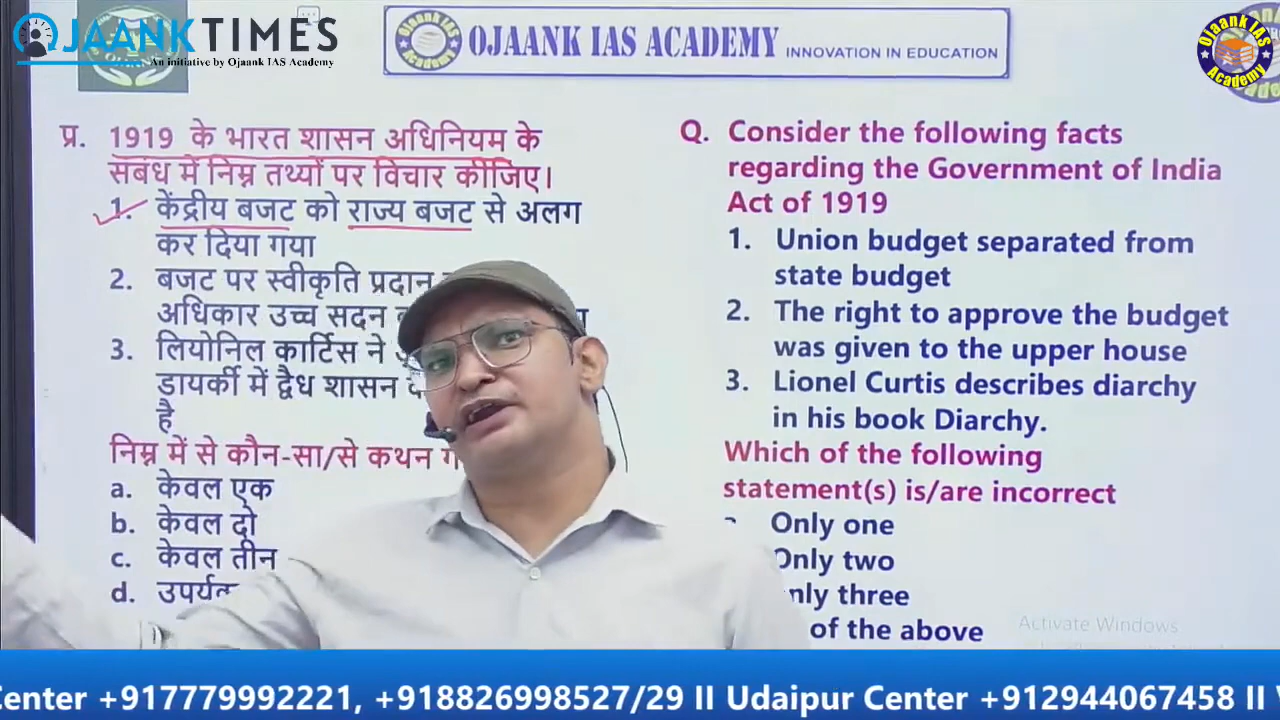 OJAANKTIMES
An initiative by Ojaank IAS Academy
OJAANK IAS ACADEMY INNOVATION IN EDUCATION
Ojaank IAS
Academy
प्र. 1919 के भारत शासन अधिनियम के
संबंध में निम्न तथ्यों पर विचार कीजिए।
1. केंद्रीय बजट को राज्य बजट से अलग
कर दिया गया
2. बजट पर स्वीकृति प्रदान
अधिकार उच्च सदन
3. लियोनिल कार्टिस ने
डायर्की में द्वैध शासन
है
निम्न में से कौन-सा/से कथन
a. केवल एक
b. केवल दो
c. केवल तीन
d.
Q. Consider the following facts
regarding the Government of India
Act of 1919
1. Union budget separated from
state budget
2. The right to approve the budget
was given to the upper house
3. Lionel Curtis describes diarchy
in his book Diarchy.
Which of the following
statement(s) is/are incorrect
Only one
Only two
only three
of the above
Activate Windows
Center +917779992221, +918826998527/29 II Udaipur Center +912944067458 II